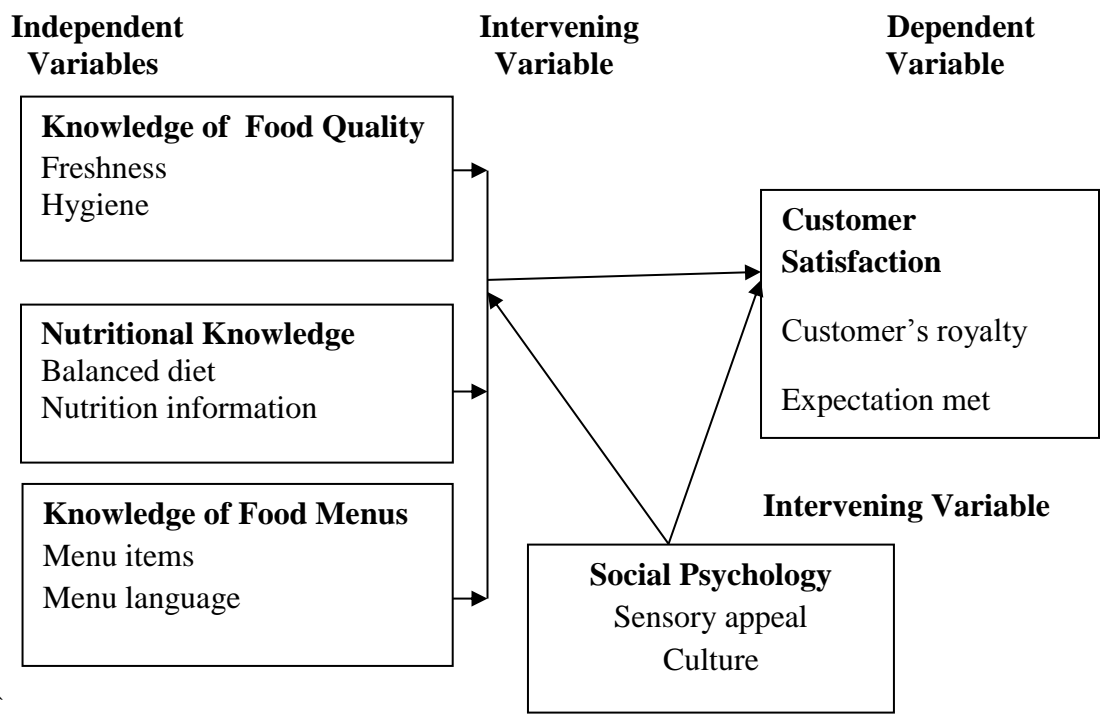 Independent
Variables
Intervening
Variable
Dependent
Variable
Knowledge of Food Quality
Freshness
Hygiene
Nutritional Knowledge
Balanced diet
Nutrition information
Knowledge of Food Menus
Menu items
Menu language
Customer
Satisfaction
Customer’s royalty
Expectation met
Intervening Variable
Social Psychology
Sensory appeal
Culture